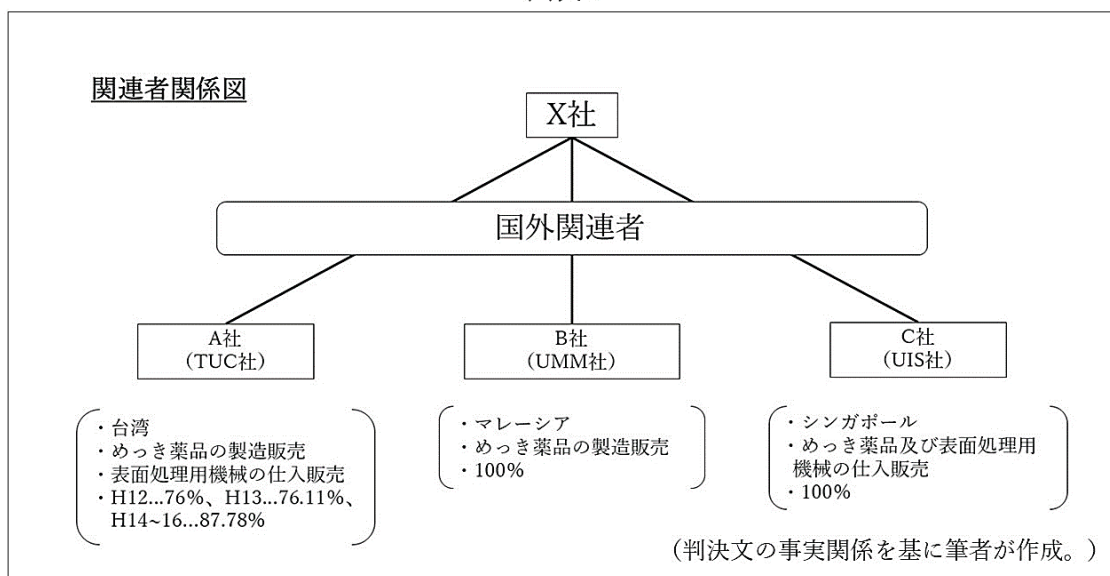 関連者関係図
X社
国外関連者
A社
（TUC社）
B社
（UMM社）
C社
（UIS社）
・台湾
・めっき薬品の製造販売
・表面処理用機械の仕入販売
・H12…76%、H13…76.11%、
H14~16…87.78%
・マレーシア
・めっき薬品の製造販売
・100%
・シンガポール
・めっき薬品及び表面処理用
機械の仕入販売
・100%
（判決文の事実関係を基に筆者が作成。）